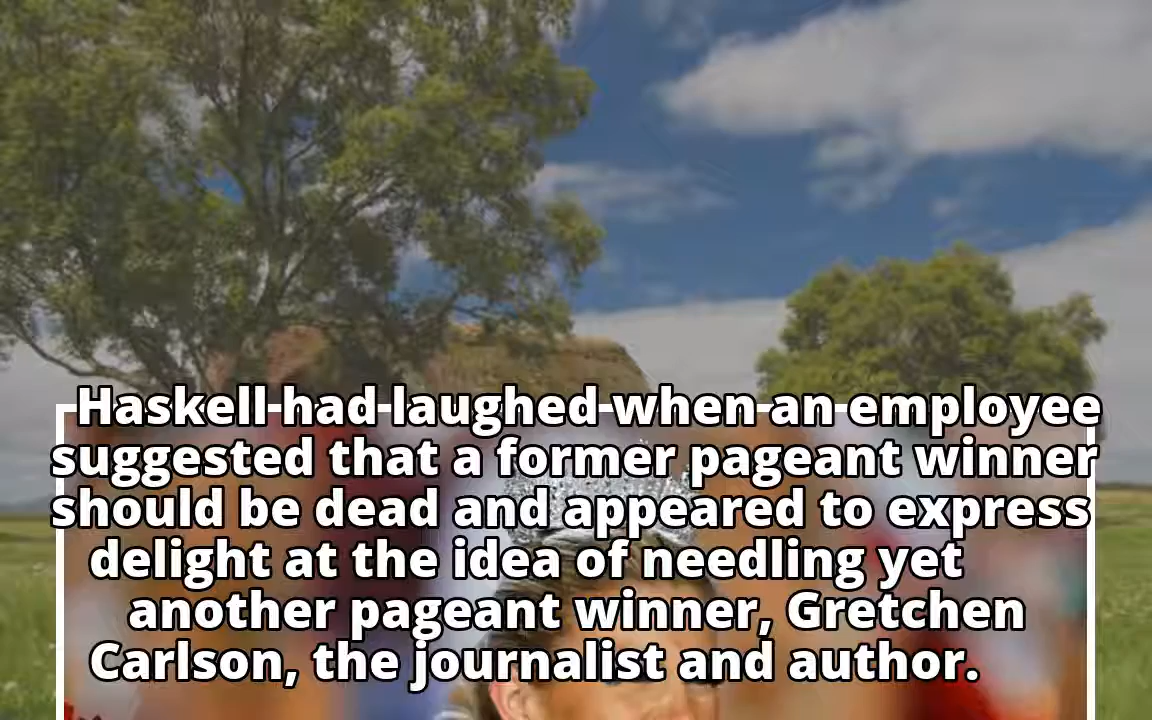 Haskell had laughed when an employee
suggested that a former pageant winner
should be dead and appeared to express
delight at the idea of needling yet
another pageant winner, Gretchen
Carlson, the journalist and author.